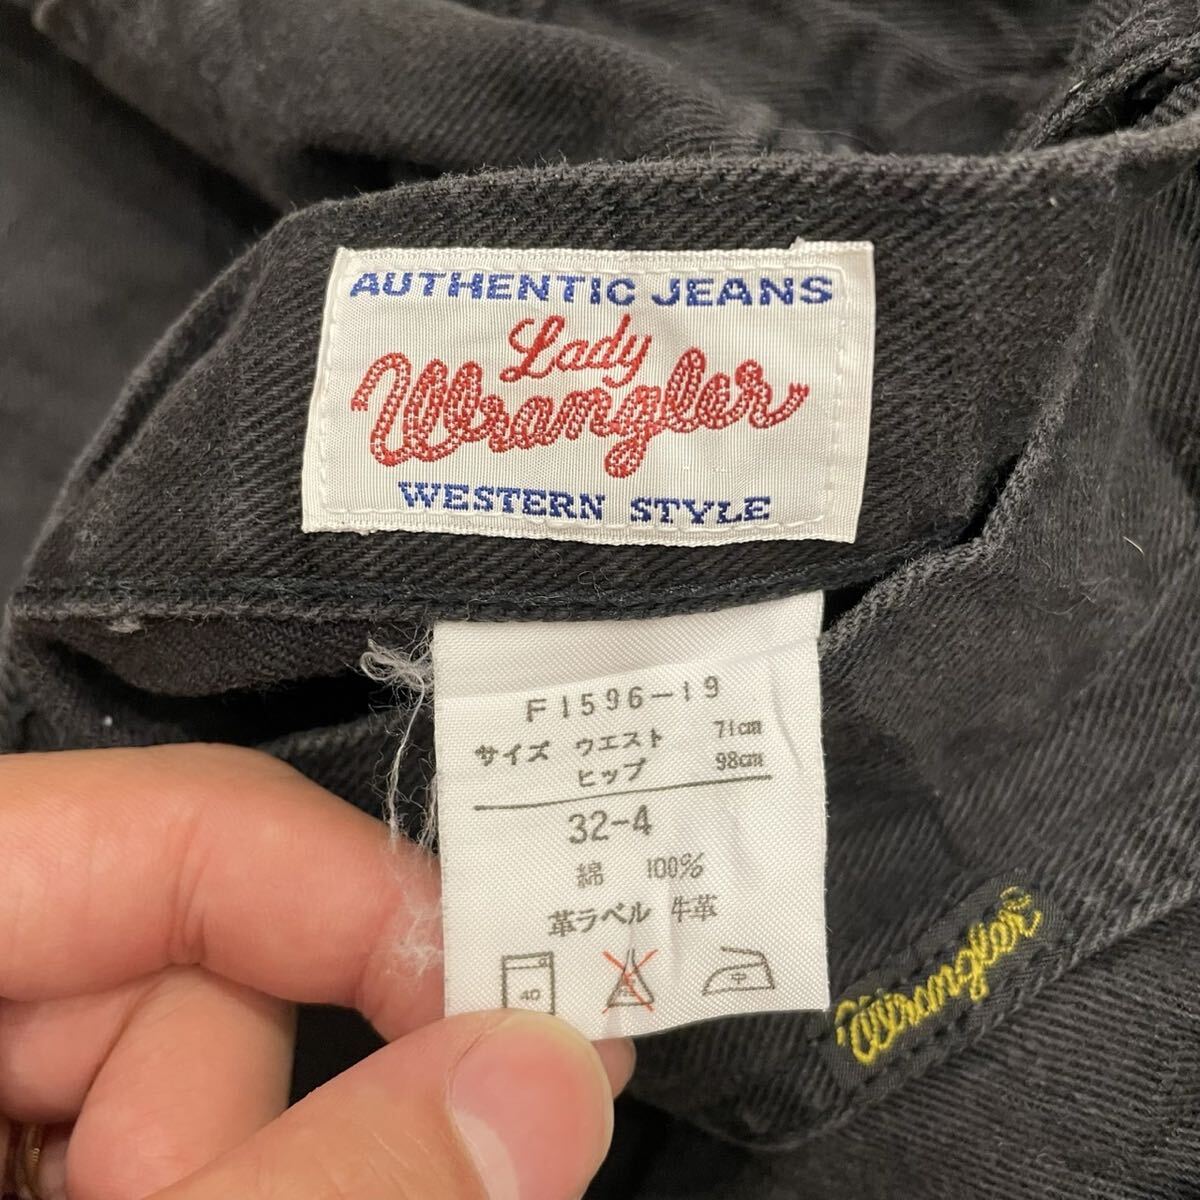 AUTHENTIC JEANS
Lady
Wrangler
WESTERN STYLE
F1596-19
サイズ ウエスト 71cm
ヒップ 98cm
32-4
綿 100%
革ラベル 牛革
40
中
Wrangler